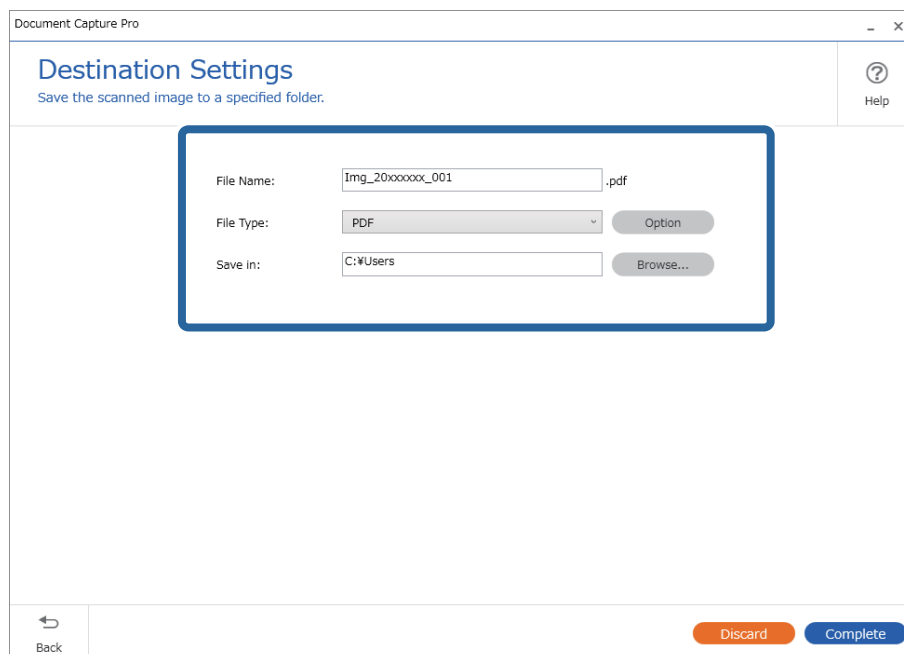 Document Capture Pro
Destination Settings
Save the scanned image to a specified folder.
Help
File Name: Img_20xxxxxx_001 .pdf
File Type: PDF Option
Save in: C:¥Users Browse...
Back
Discard Complete